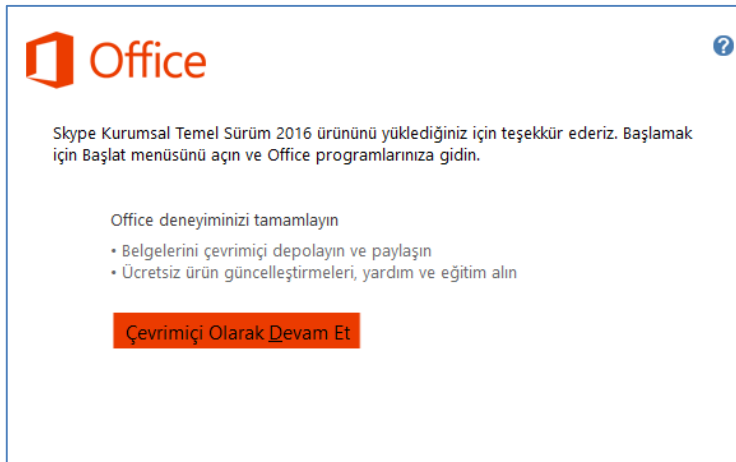 Office
?
Skype Kurumsal Temel Sürüm 2016 ürününü yüklediğiniz için teşekkür ederiz. Başlamak
için Başlat menüsünü açın ve Office programlarınıza gidin.
Office deneyiminizi tamamlayın
• Belgelerini çevrimiçi depolayın ve paylaşın
• Ücretsiz ürün güncelleştirmeleri, yardım ve eğitim alın
Çevrimiçi Olarak Devam Et